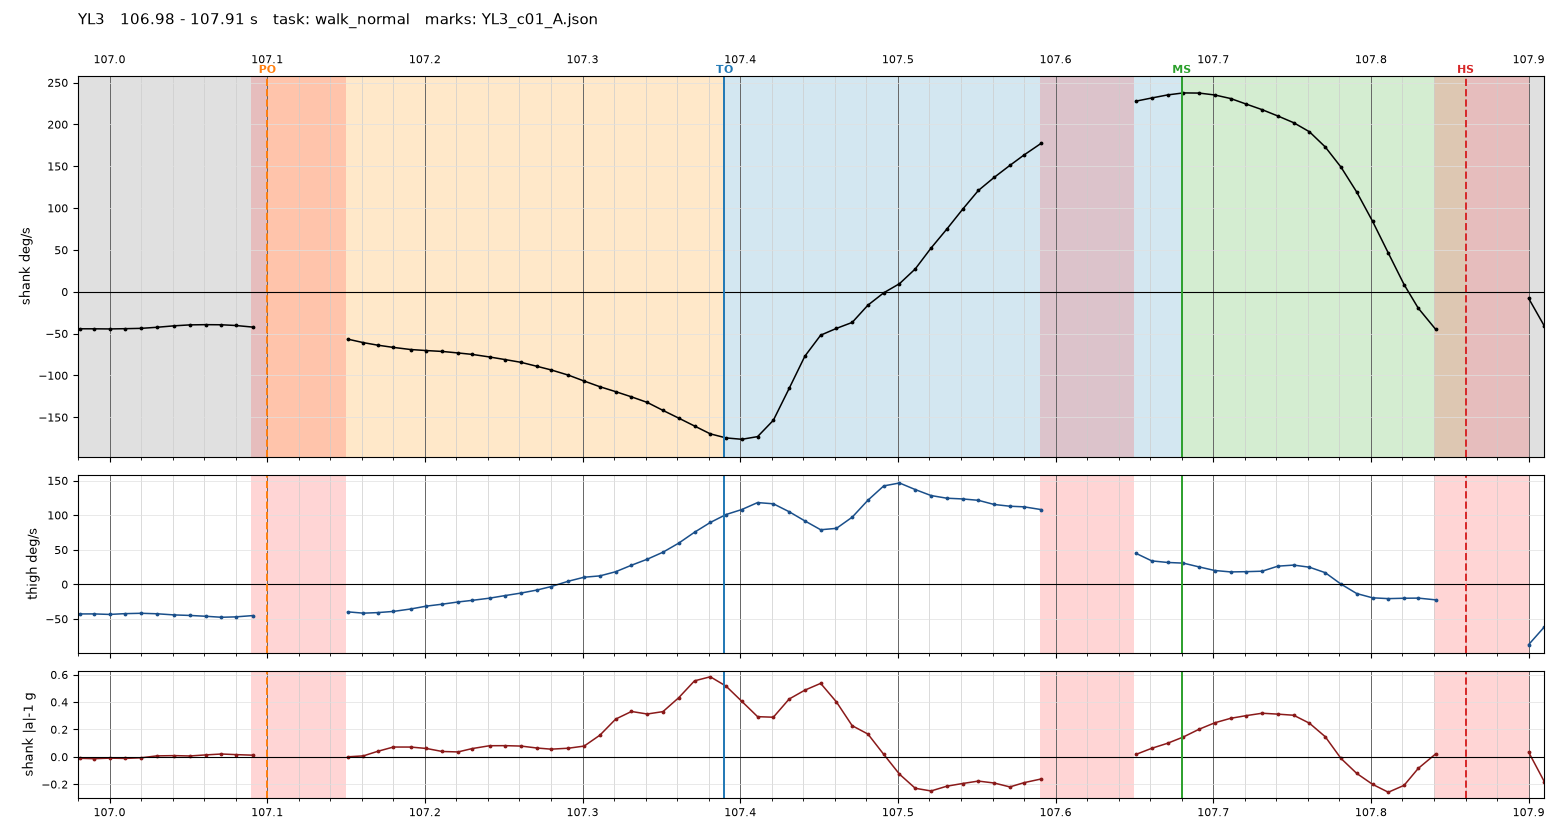 YL3   106.98 - 107.91 s   task: walk_normal   marks: YL3_c01_A.json
107.0 107.1 107.2 107.3 107.4 107.5 107.6 107.7 107.8 107.9
PO TO MS HS
shank deg/s
250
200
150
100
50
0
−50
−100
−150
thigh deg/s
150
100
50
0
−50
shank |a|-1 g
0.6
0.4
0.2
0.0
−0.2
107.0 107.1 107.2 107.3 107.4 107.5 107.6 107.7 107.8 107.9